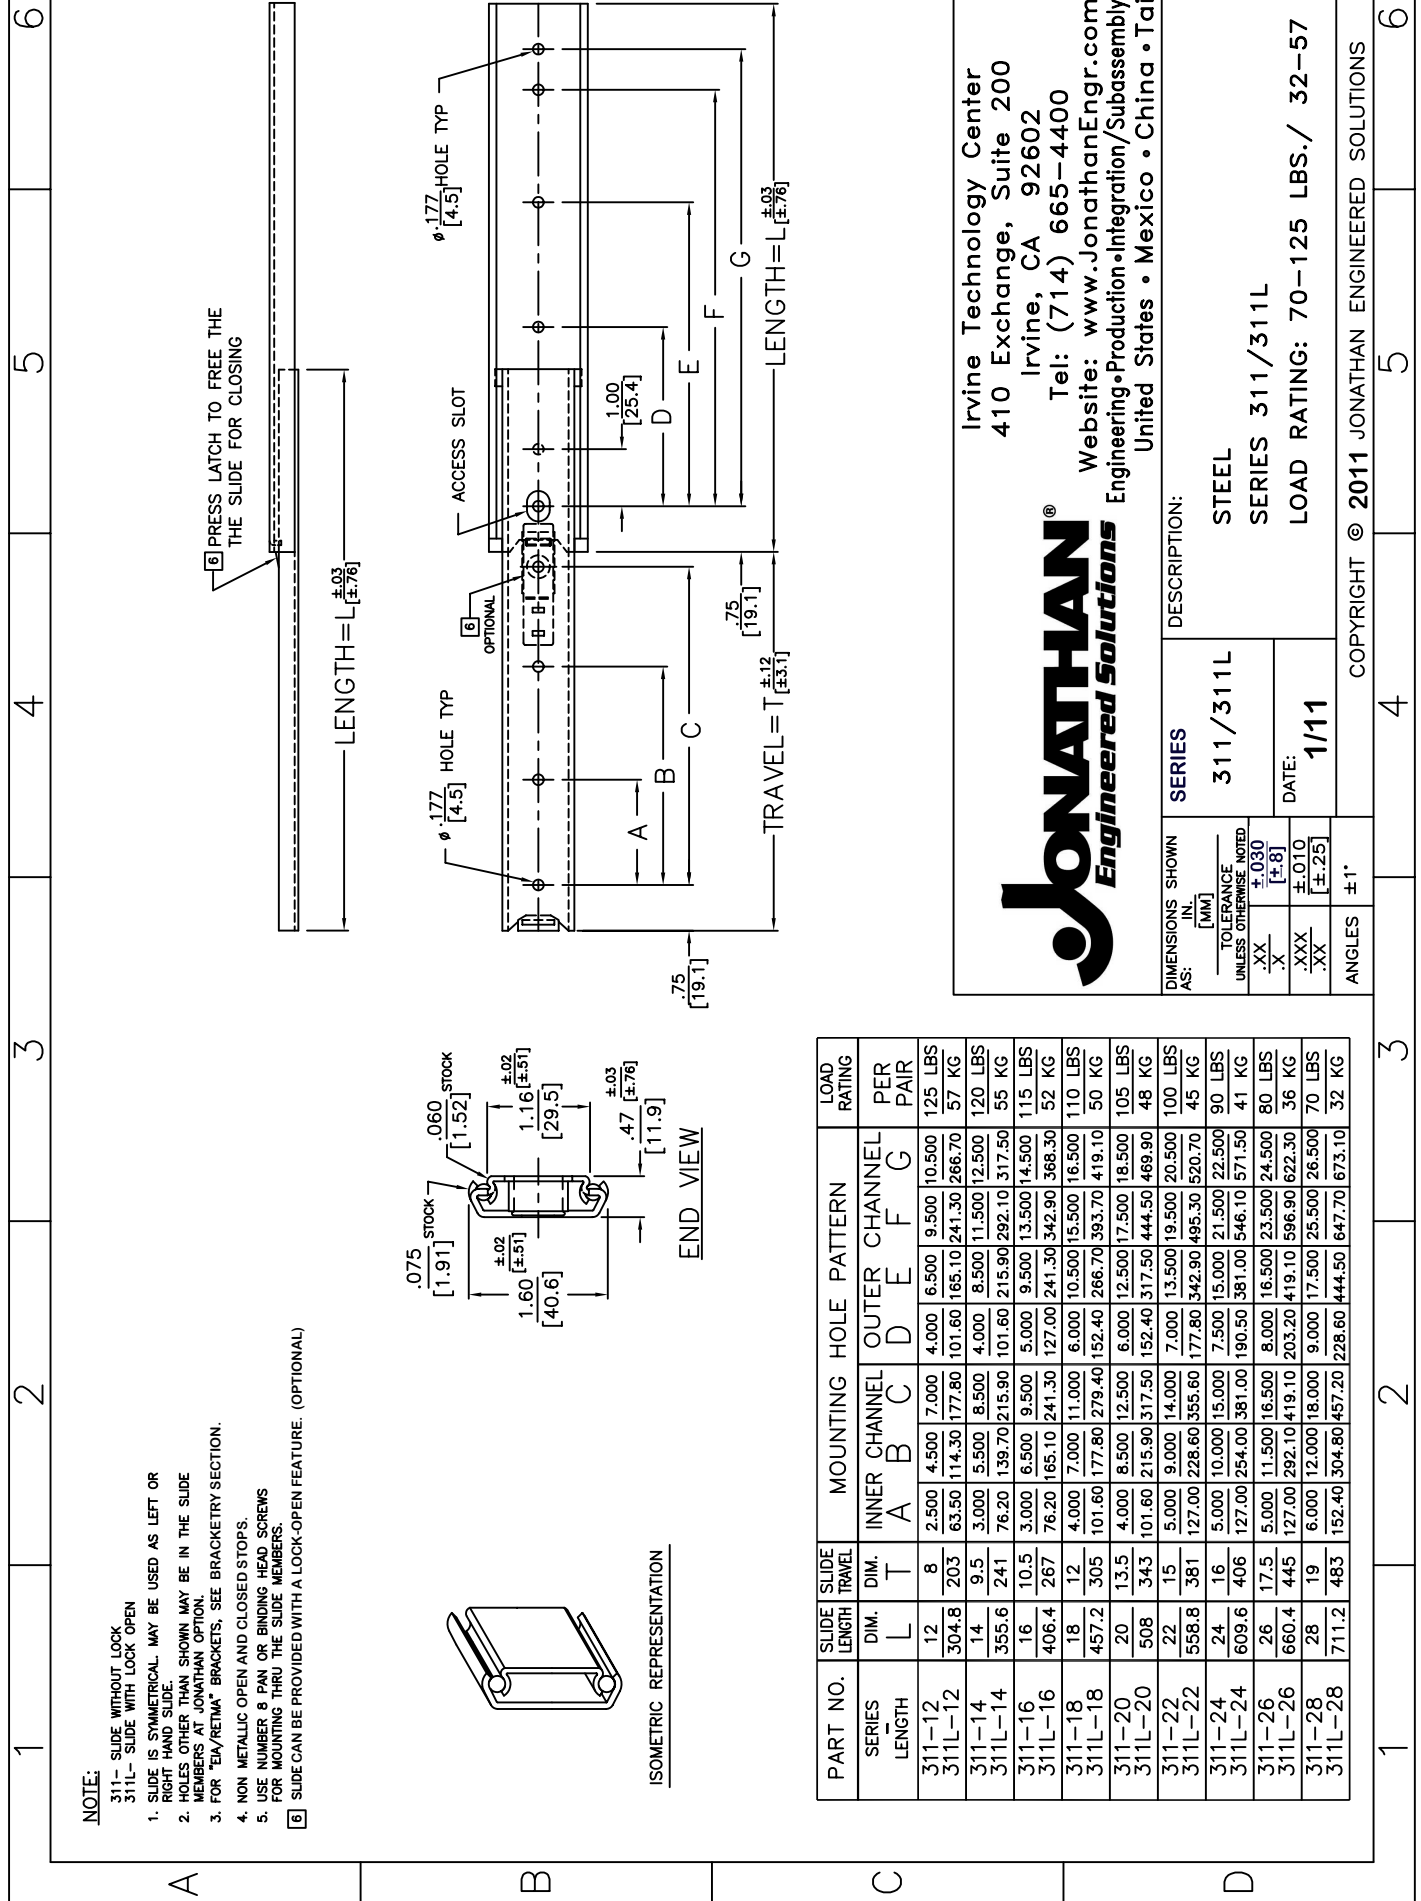 NOTE:
311- SLIDE WITHOUT LOCK
311L- SLIDE WITH LOCK OPEN
1. SLIDE IS SYMMETRICAL. MAY BE USED AS LEFT OR
RIGHT HAND SLIDE.
2. HOLES OTHER THAN SHOWN MAY BE IN THE SLIDE
MEMBERS AT JONATHAN OPTION.
3. FOR "EIA/RETMA" BRACKETS, SEE BRACKETRY SECTION.
4. NON METALLIC OPEN AND CLOSED STOPS.
5. USE NUMBER 8 PAN OR BINDING HEAD SCREWS
FOR MOUNTING THRU THE SLIDE MEMBERS.
6 SLIDE CAN BE PROVIDED WITH A LOCK-OPEN FEATURE. (OPTIONAL)
6 PRESS LATCH TO FREE THE
THE SLIDE FOR CLOSING
LENGTH=L ±.03 [±.76]
ISOMETRIC REPRESENTATION
.075 [1.91] STOCK
.060 [1.52] STOCK
1.60 [40.6] ±.02 [±.51]
1.16 [29.5] ±.02 [±.51]
.47 [11.9] ±.03 [±.76]
END VIEW
ø.177 [4.5] HOLE TYP
6
OPTIONAL
ACCESS SLOT
ø.177 [4.5] HOLE TYP
1.00 [25.4]
A
B
C
D
E
F
G
.75 [19.1]
.75 [19.1]
TRAVEL=T ±.12 [±3.1]
LENGTH=L ±.03 [±.76]
PART NO. SLIDE LENGTH SLIDE TRAVEL MOUNTING HOLE PATTERN LOAD RATING
SERIES - LENGTH DIM. L DIM. T INNER CHANNEL OUTER CHANNEL PER PAIR
A B C D E F G
311-12 12 8 2.500 4.500 7.000 4.000 6.500 9.500 10.500 125 LBS
311L-12 304.8 203 63.50 114.30 177.80 101.60 165.10 241.30 266.70 57 KG
311-14 14 9.5 3.000 5.500 8.500 4.000 8.500 11.500 12.500 120 LBS
311L-14 355.6 241 76.20 139.70 215.90 101.60 215.90 292.10 317.50 55 KG
311-16 16 10.5 3.000 6.500 9.500 5.000 9.500 13.500 14.500 115 LBS
311L-16 406.4 267 76.20 165.10 241.30 127.00 241.30 342.90 368.30 52 KG
311-18 18 12 4.000 7.000 11.000 6.000 10.500 15.500 16.500 110 LBS
311L-18 457.2 305 101.60 177.80 279.40 152.40 266.70 393.70 419.10 50 KG
311-20 20 13.5 4.000 8.500 12.500 6.000 12.500 17.500 18.500 105 LBS
311L-20 508 343 101.60 215.90 317.50 152.40 317.50 444.50 469.90 48 KG
311-22 22 15 5.000 9.000 14.000 7.000 13.500 19.500 20.500 100 LBS
311L-22 558.8 381 127.00 228.60 355.60 177.80 342.90 495.30 520.70 45 KG
311-24 24 16 5.000 10.000 15.000 7.500 15.000 21.500 22.500 90 LBS
311L-24 609.6 406 127.00 254.00 381.00 190.50 381.00 546.10 571.50 41 KG
311-26 26 17.5 5.000 11.500 16.500 8.000 16.500 23.500 24.500 80 LBS
311L-26 660.4 445 127.00 292.10 419.10 203.20 419.10 596.90 622.30 36 KG
311-28 28 19 6.000 12.000 18.000 9.000 17.500 25.500 26.500 70 LBS
311L-28 711.2 483 152.40 304.80 457.20 228.60 444.50 647.70 673.10 32 KG
JONATHAN®
Engineered Solutions
Irvine Technology Center
410 Exchange, Suite 200
Irvine, CA 92602
Tel: (714) 665-4400
Website: www.JonathanEngr.com
Engineering•Production•Integration/Subassembly
United States • Mexico • China • Tai
DIMENSIONS SHOWN
AS: IN. [MM]
TOLERANCE
UNLESS OTHERWISE NOTED
.XX .X ±.030 [±.8]
.XXX .XX ±.010 [±.25]
ANGLES ±1°
SERIES
311/311L
DATE:
1/11
DESCRIPTION:
STEEL
SERIES 311/311L
LOAD RATING: 70-125 LBS./ 32-57
COPYRIGHT © 2011 JONATHAN ENGINEERED SOLUTIONS
1 2 3 4 5 6
1 2 3 4 5 6
A
B
C
D